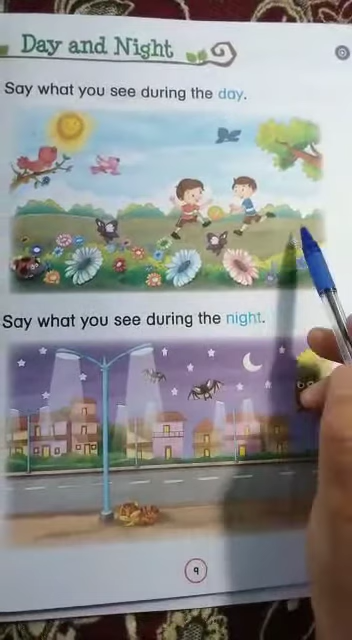 Day and Night
Say what you see during the day.
Say what you see during the night.
9